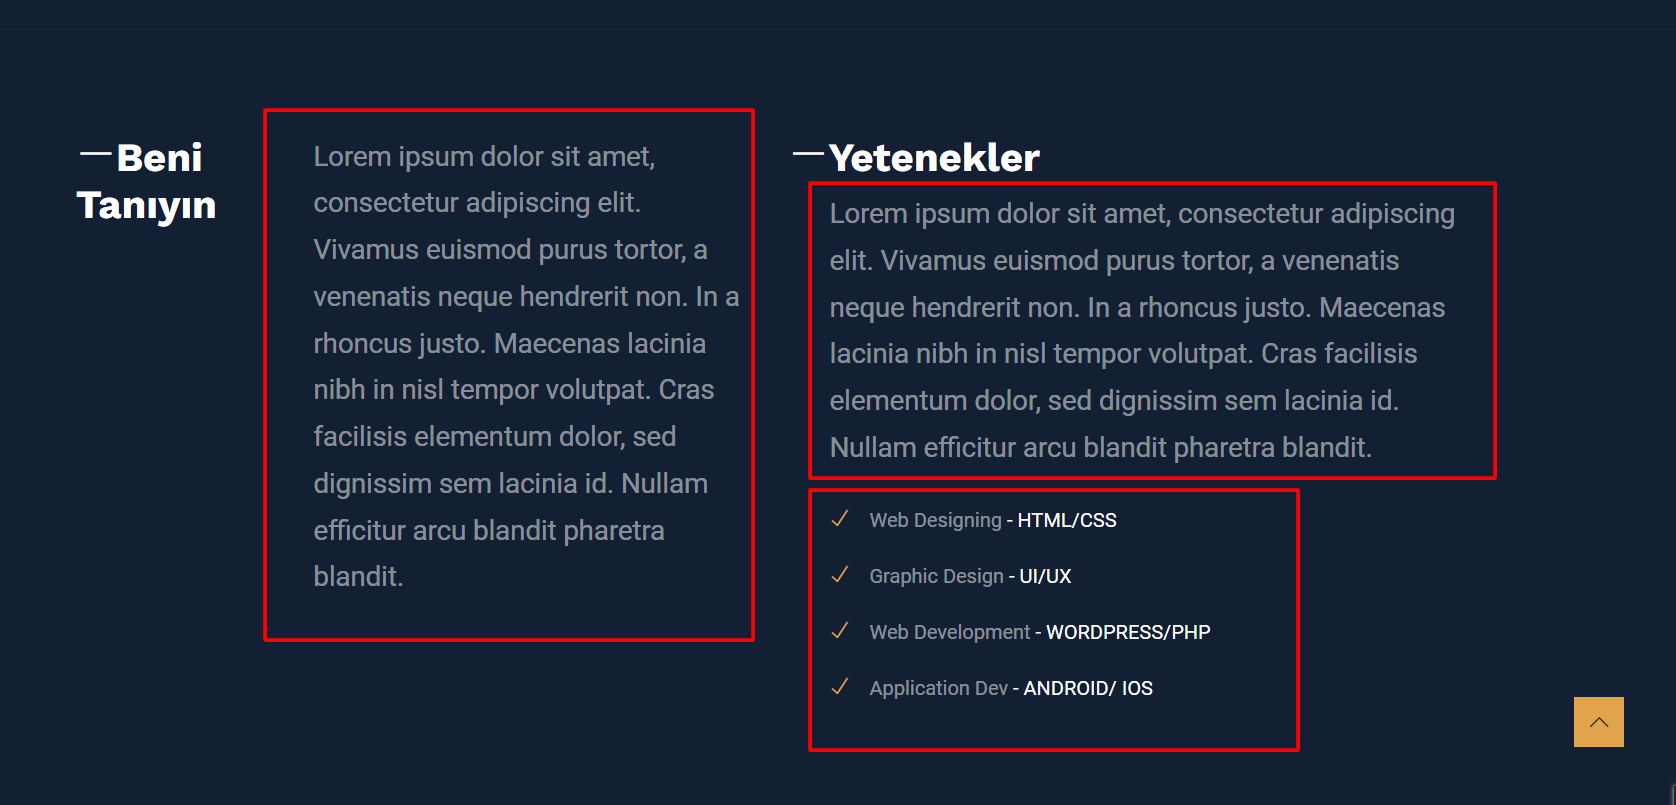 Beni
Tanıyın
Lorem ipsum dolor sit amet,
consectetur adipiscing elit.
Vivamus euismod purus tortor, a
venenatis neque hendrerit non. In a
rhoncus justo. Maecenas lacinia
nibh in nisl tempor volutpat. Cras
facilisis elementum dolor, sed
dignissim sem lacinia id. Nullam
efficitur arcu blandit pharetra
blandit.
Yetenekler
Lorem ipsum dolor sit amet, consectetur adipiscing
elit. Vivamus euismod purus tortor, a venenatis
neque hendrerit non. In a rhoncus justo. Maecenas
lacinia nibh in nisl tempor volutpat. Cras facilisis
elementum dolor, sed dignissim sem lacinia id.
Nullam efficitur arcu blandit pharetra blandit.
Web Designing - HTML/CSS
Graphic Design - UI/UX
Web Development - WORDPRESS/PHP
Application Dev - ANDROID/ IOS